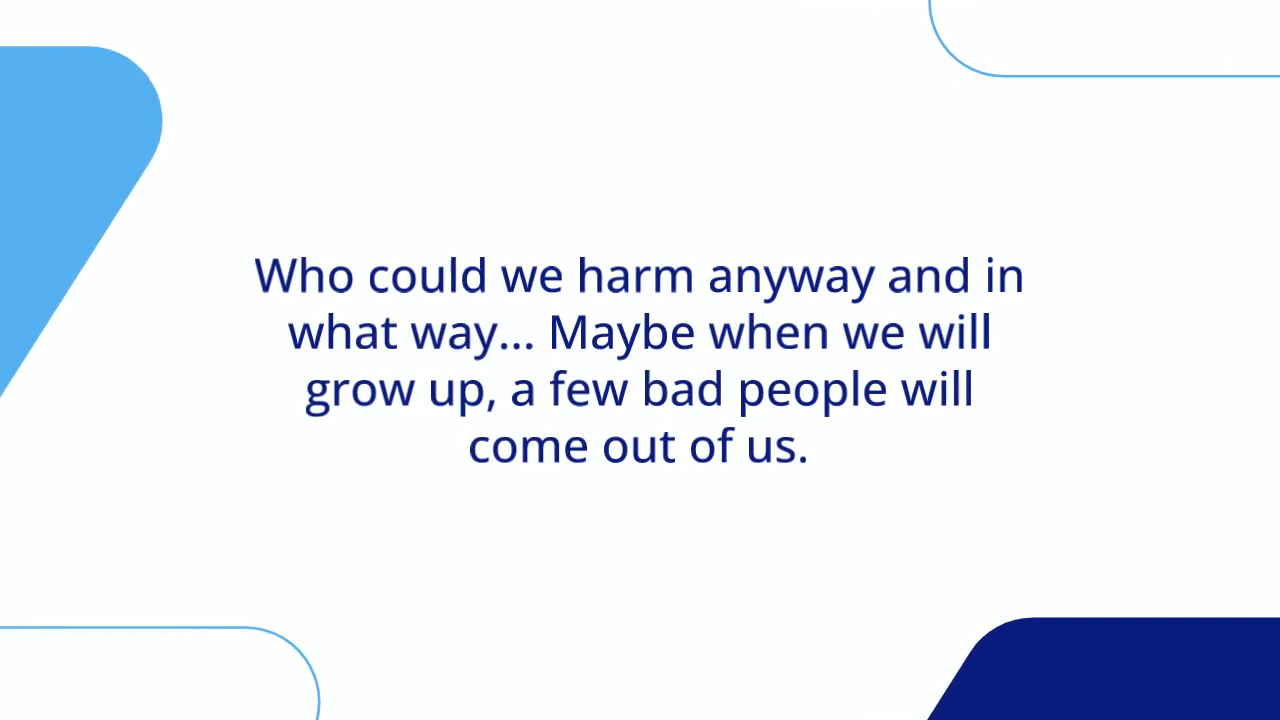 Who could we harm anyway and in
what way... Maybe when we will
grow up, a few bad people will
come out of us.